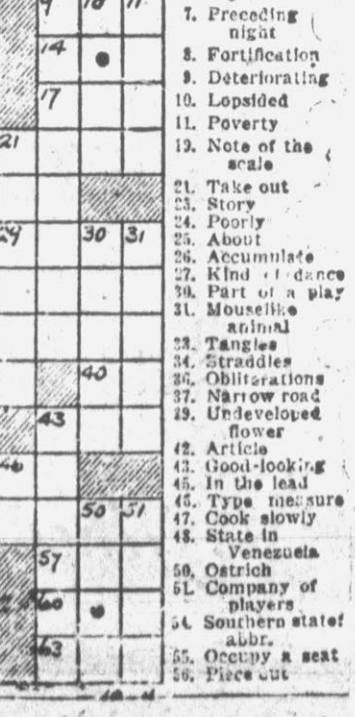 9 10 11
14
17
21
29 30 31
40
43
46
50 51
57
60
63
7. Preceding
night
8. Fortification
9. Deteriorating
10. Lopsided
11. Poverty
19. Note of the
scale
21. Take out
23. Story
24. Poorly
25. About
26. Accumulate
27. Kind of dance
30. Part of a play
31. Mouselike
animal
33. Tangles
34. Straddles
36. Obliterations
37. Narrow road
39. Undeveloped
flower
42. Article
43. Good-looking
45. In the lead
46. Type measure
47. Cook slowly
48. State in
Venezuela
50. Ostrich
51. Company of
players
54. Southern state:
abbr.
55. Occupy a seat
56. Piece out